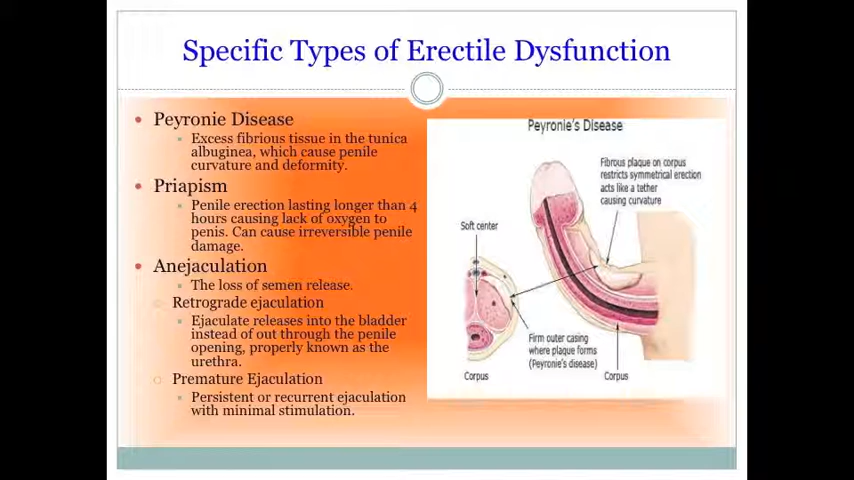 Specific Types of Erectile Dysfunction
Peyronie Disease
Excess fibrious tissue in the tunica
albuginea, which cause penile
curvature and deformity.
Priapism
Penile erection lasting longer than 4
hours causing lack of oxygen to
penis. Can cause irreversible penile
damage.
Anejaculation
The loss of semen release.
Retrograde ejaculation
Ejaculate releases into the bladder
instead of out through the penile
opening, properly known as the
urethra.
Premature Ejaculation
Persistent or recurrent ejaculation
with minimal stimulation.
Peyronie's Disease
Fibrous plaque on corpus
restricts symmetrical erection
acts like a tether
causing curvature
Soft center
Firm outer casing
where plaque forms
(Peyronie's disease)
Corpus
Corpus